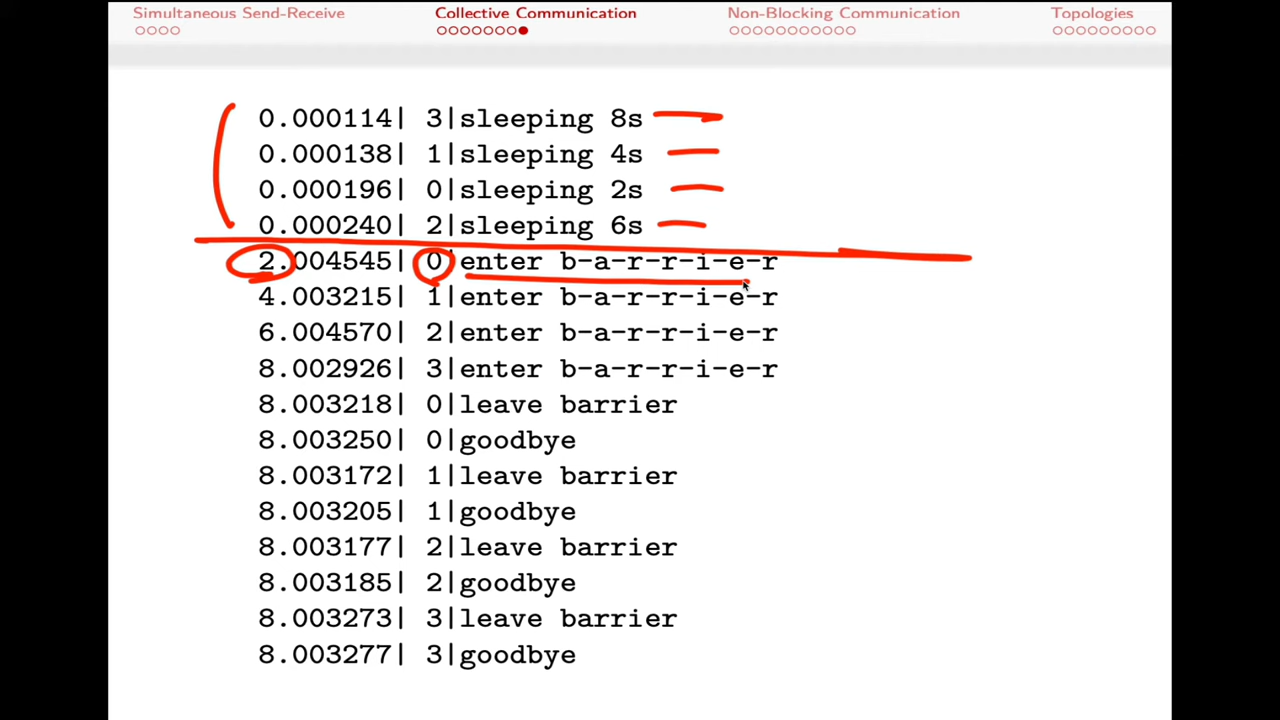 Simultaneous Send-Receive Collective Communication Non-Blocking Communication Topologies
0.000114| 3|sleeping 8s
0.000138| 1|sleeping 4s
0.000196| 0|sleeping 2s
0.000240| 2|sleeping 6s
2.004545| 0|enter b-a-r-r-i-e-r
4.003215| 1|enter b-a-r-r-i-e-r
6.004570| 2|enter b-a-r-r-i-e-r
8.002926| 3|enter b-a-r-r-i-e-r
8.003218| 0|leave barrier
8.003250| 0|goodbye
8.003172| 1|leave barrier
8.003205| 1|goodbye
8.003177| 2|leave barrier
8.003185| 2|goodbye
8.003273| 3|leave barrier
8.003277| 3|goodbye